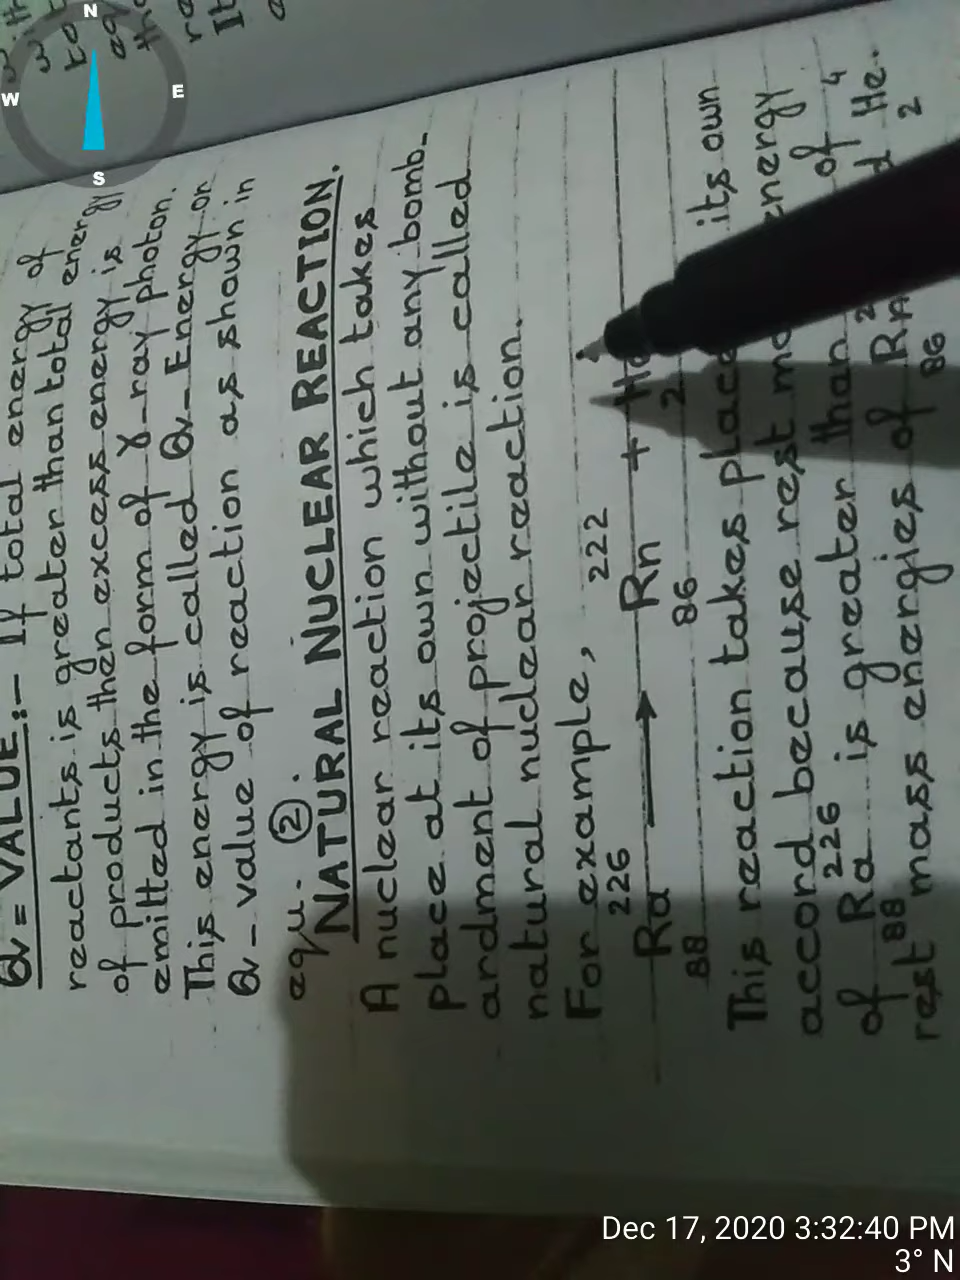 Q = VALUE:- If total energy of
reactants is greater than total energy
of products then excess energy is
emitted in the form of γ-ray photon.
This energy is called Q-Energy or
Q-value of reaction as shown in
equ. ②
NATURAL NUCLEAR REACTION.
A nuclear reaction which takes
place at its own without any bomb-
ardment of projectile is called
natural nuclear reaction.
For example,
226 222
Ra → Rn + He
88 86 2
This reaction takes place its own
accord because rest energy
226 4
of Ra is greater than of
88
rest mass energies of Rn He.
86 2
N
W E
S
Dec 17, 2020 3:32:40 PM
3° N